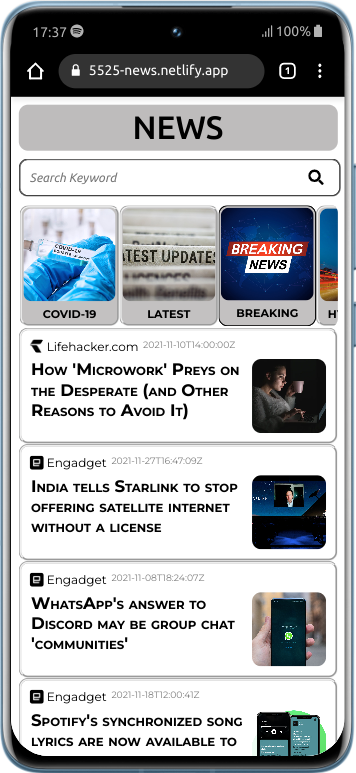 17:37 100%
5525-news.netlify.app 1
NEWS
Search Keyword
COVID-19
TEST UPDATE
BREAKING
NEWS
COVID-19 LATEST BREAKING
Lifehacker.com 2021-11-10T14:00:00Z
How 'Microwork' Preys on
the Desperate (and Other
Reasons to Avoid It)
Engadget 2021-11-27T16:47:09Z
India tells Starlink to stop
offering satellite internet
without a license
Engadget 2021-11-08T18:24:07Z
WhatsApp's answer to
Discord may be group chat
'communities'
Engadget 2021-11-18T12:00:41Z
Spotify's synchronized song
lyrics are now available to